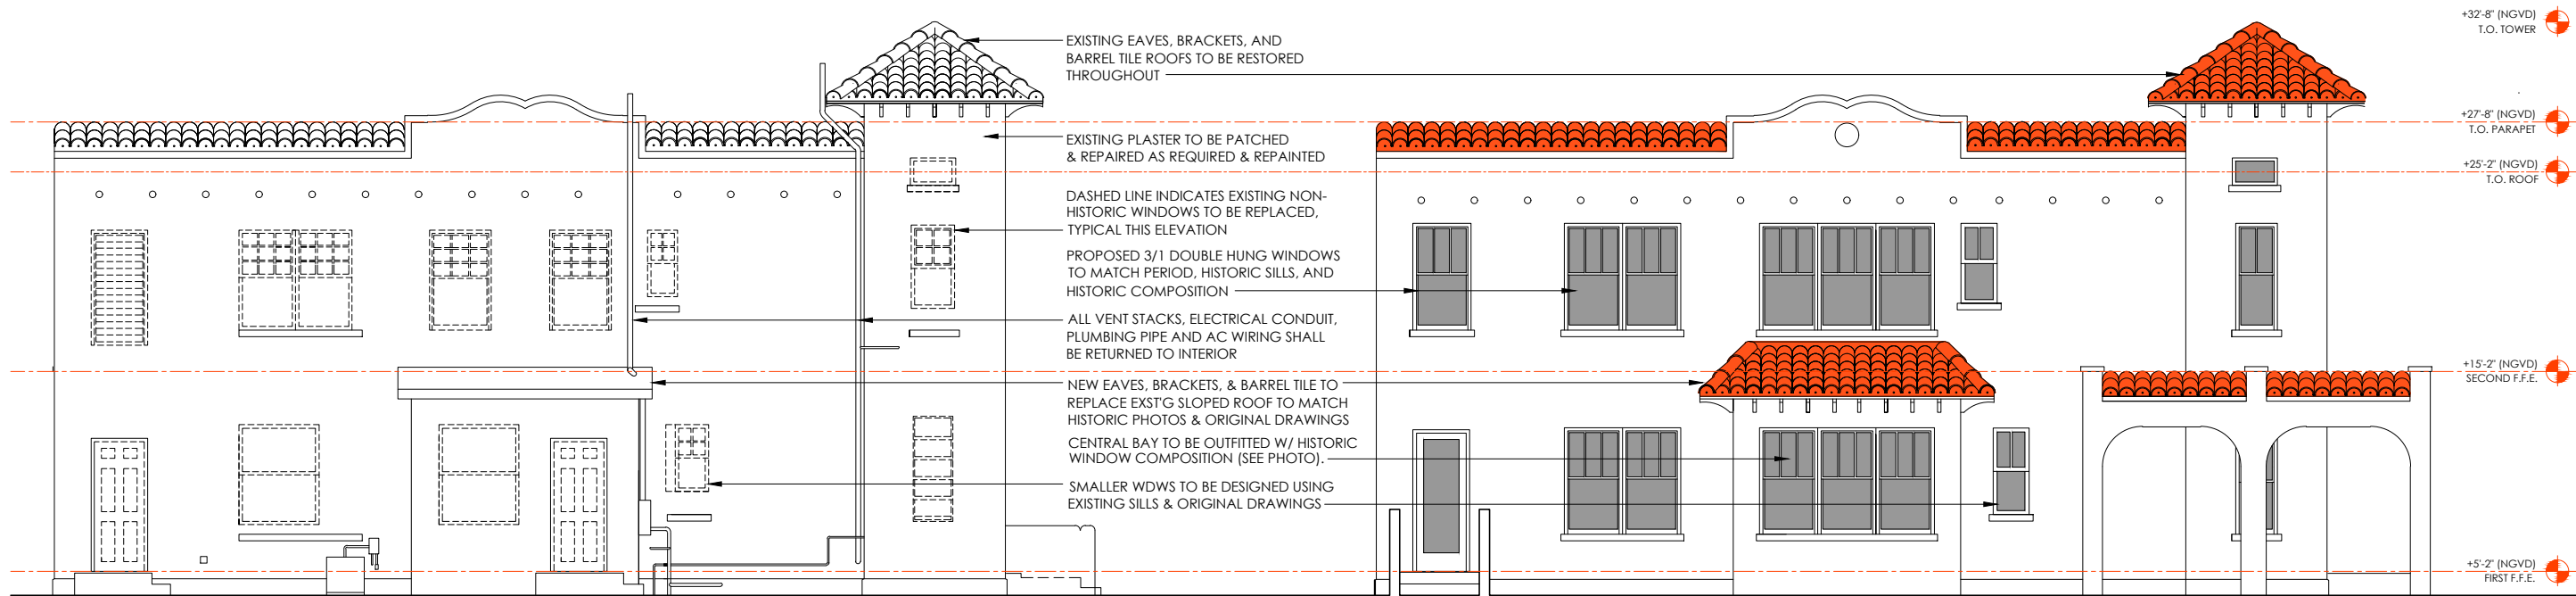 EXISTING EAVES, BRACKETS, AND
BARREL TILE ROOFS TO BE RESTORED
THROUGHOUT
EXISTING PLASTER TO BE PATCHED
& REPAIRED AS REQUIRED & REPAINTED
DASHED LINE INDICATES EXISTING NON-
HISTORIC WINDOWS TO BE REPLACED,
TYPICAL THIS ELEVATION
PROPOSED 3/1 DOUBLE HUNG WINDOWS
TO MATCH PERIOD, HISTORIC SILLS, AND
HISTORIC COMPOSITION
ALL VENT STACKS, ELECTRICAL CONDUIT,
PLUMBING PIPE AND AC WIRING SHALL
BE RETURNED TO INTERIOR
NEW EAVES, BRACKETS, & BARREL TILE TO
REPLACE EXST'G SLOPED ROOF TO MATCH
HISTORIC PHOTOS & ORIGINAL DRAWINGS
CENTRAL BAY TO BE OUTFITTED W/ HISTORIC
WINDOW COMPOSITION (SEE PHOTO).
SMALLER WDWS TO BE DESIGNED USING
EXISTING SILLS & ORIGINAL DRAWINGS
+32'-8" (NGVD)
T.O. TOWER
+27'-8" (NGVD)
T.O. PARAPET
+25'-2" (NGVD)
T.O. ROOF
+15'-2" (NGVD)
SECOND F.F.E.
+5'-2" (NGVD)
FIRST F.F.E.